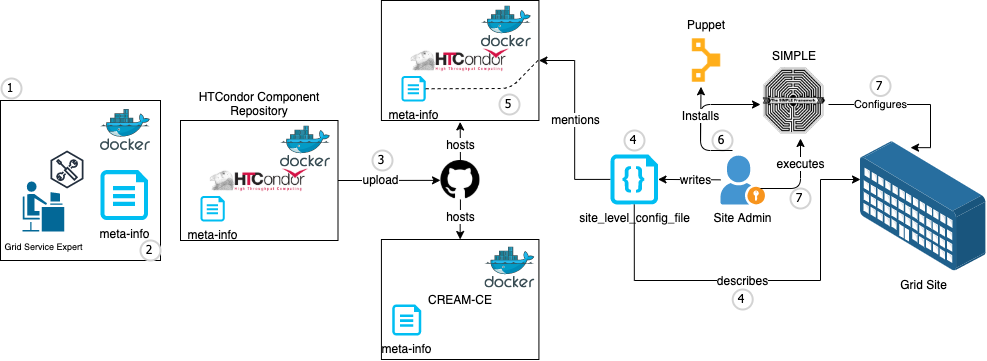 1
docker
Grid Service Expert
meta-info
2
HTCondor Component
Repository
docker
HTCondor
High Throughput Computing
meta-info
3
upload
docker
HTCondor
High Throughput Computing
5
meta-info
hosts
hosts
docker
CREAM-CE
meta-info
mentions
4
site_level_config_file
writes
Puppet
Installs
6
Site Admin
SIMPLE
The SIMPLE Framework
executes
7
7
Configures
describes
4
Grid Site